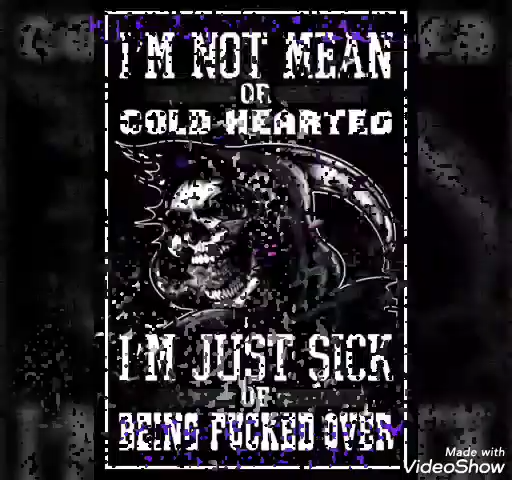 I'M NOT MEAN
OR
COLD HEARTED
I'M JUST SICK
OF
BEING FUCKED OVER
Made with
VideoShow